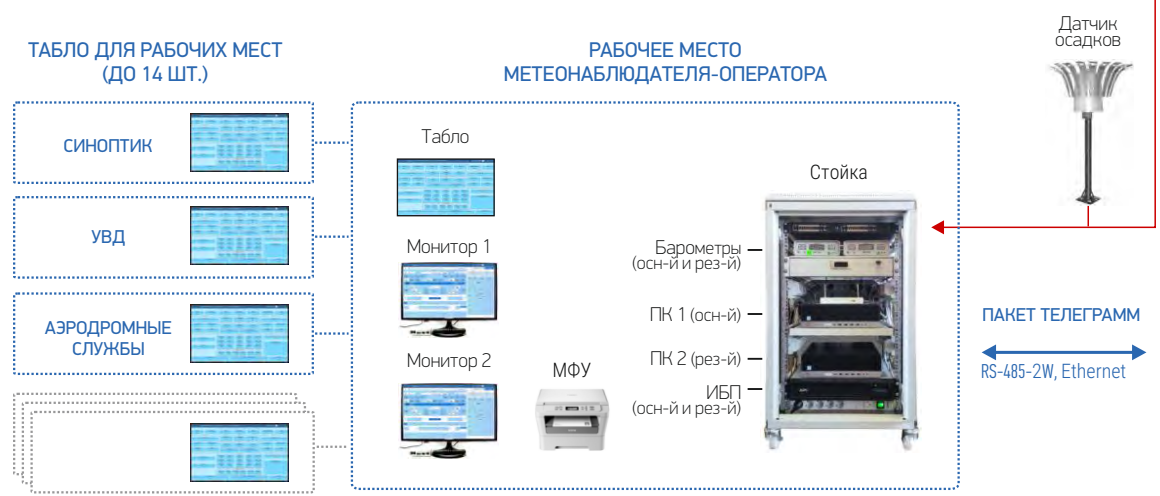 ТАБЛО ДЛЯ РАБОЧИХ МЕСТ
(ДО 14 ШТ.)
СИНОПТИК
УВД
АЭРОДРОМНЫЕ
СЛУЖБЫ
РАБОЧЕЕ МЕСТО
МЕТЕОНАБЛЮДАТЕЛЯ-ОПЕРАТОРА
Табло
Монитор 1
Монитор 2
МФУ
Стойка
Барометры
(осн-й и рез-й)
ПК 1 (осн-й)
ПК 2 (рез-й)
ИБП
(осн-й и рез-й)
Датчик
осадков
ПАКЕТ ТЕЛЕГРАММ
RS-485-2W, Ethernet